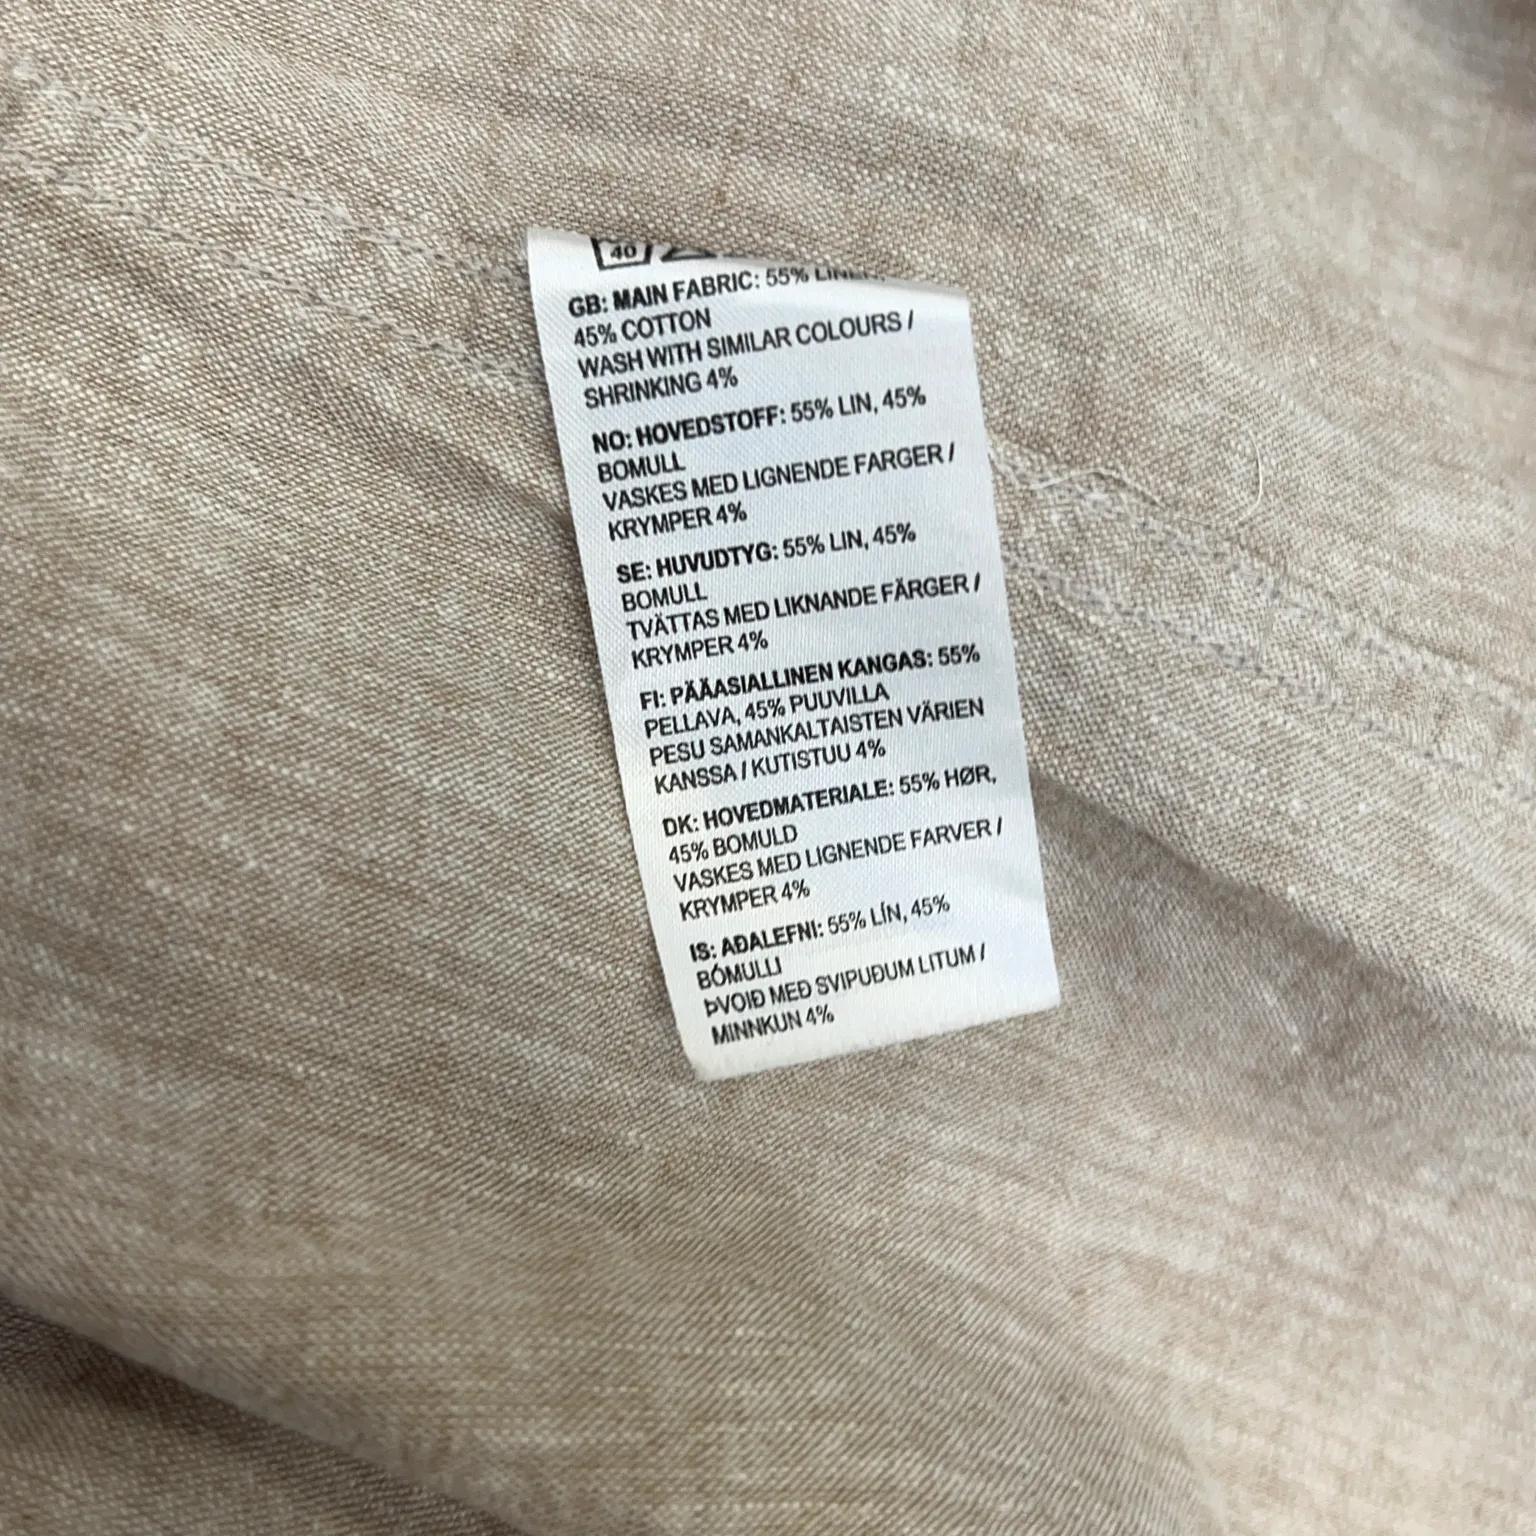 40
GB: MAIN FABRIC: 55% LINEN,
45% COTTON
WASH WITH SIMILAR COLOURS /
SHRINKING 4%
NO: HOVEDSTOFF: 55% LIN, 45%
BOMULL
VASKES MED LIGNENDE FARGER /
KRYMPER 4%
SE: HUVUDTYG: 55% LIN, 45%
BOMULL
TVÄTTAS MED LIKNANDE FÄRGER /
KRYMPER 4%
FI: PÄÄASIALLINEN KANGAS: 55%
PELLAVA, 45% PUUVILLA
PESU SAMANKALTAISTEN VÄRIEN
KANSSA / KUTISTUU 4%
DK: HOVEDMATERIALE: 55% HØR,
45% BOMULD
VASKES MED LIGNENDE FARVER /
KRYMPER 4%
IS: AÐALEFNI: 55% LÍN, 45%
BÓMULLI
ÞVOIÐ MEÐ SVIPUÐUM LITUM /
MINNKUN 4%